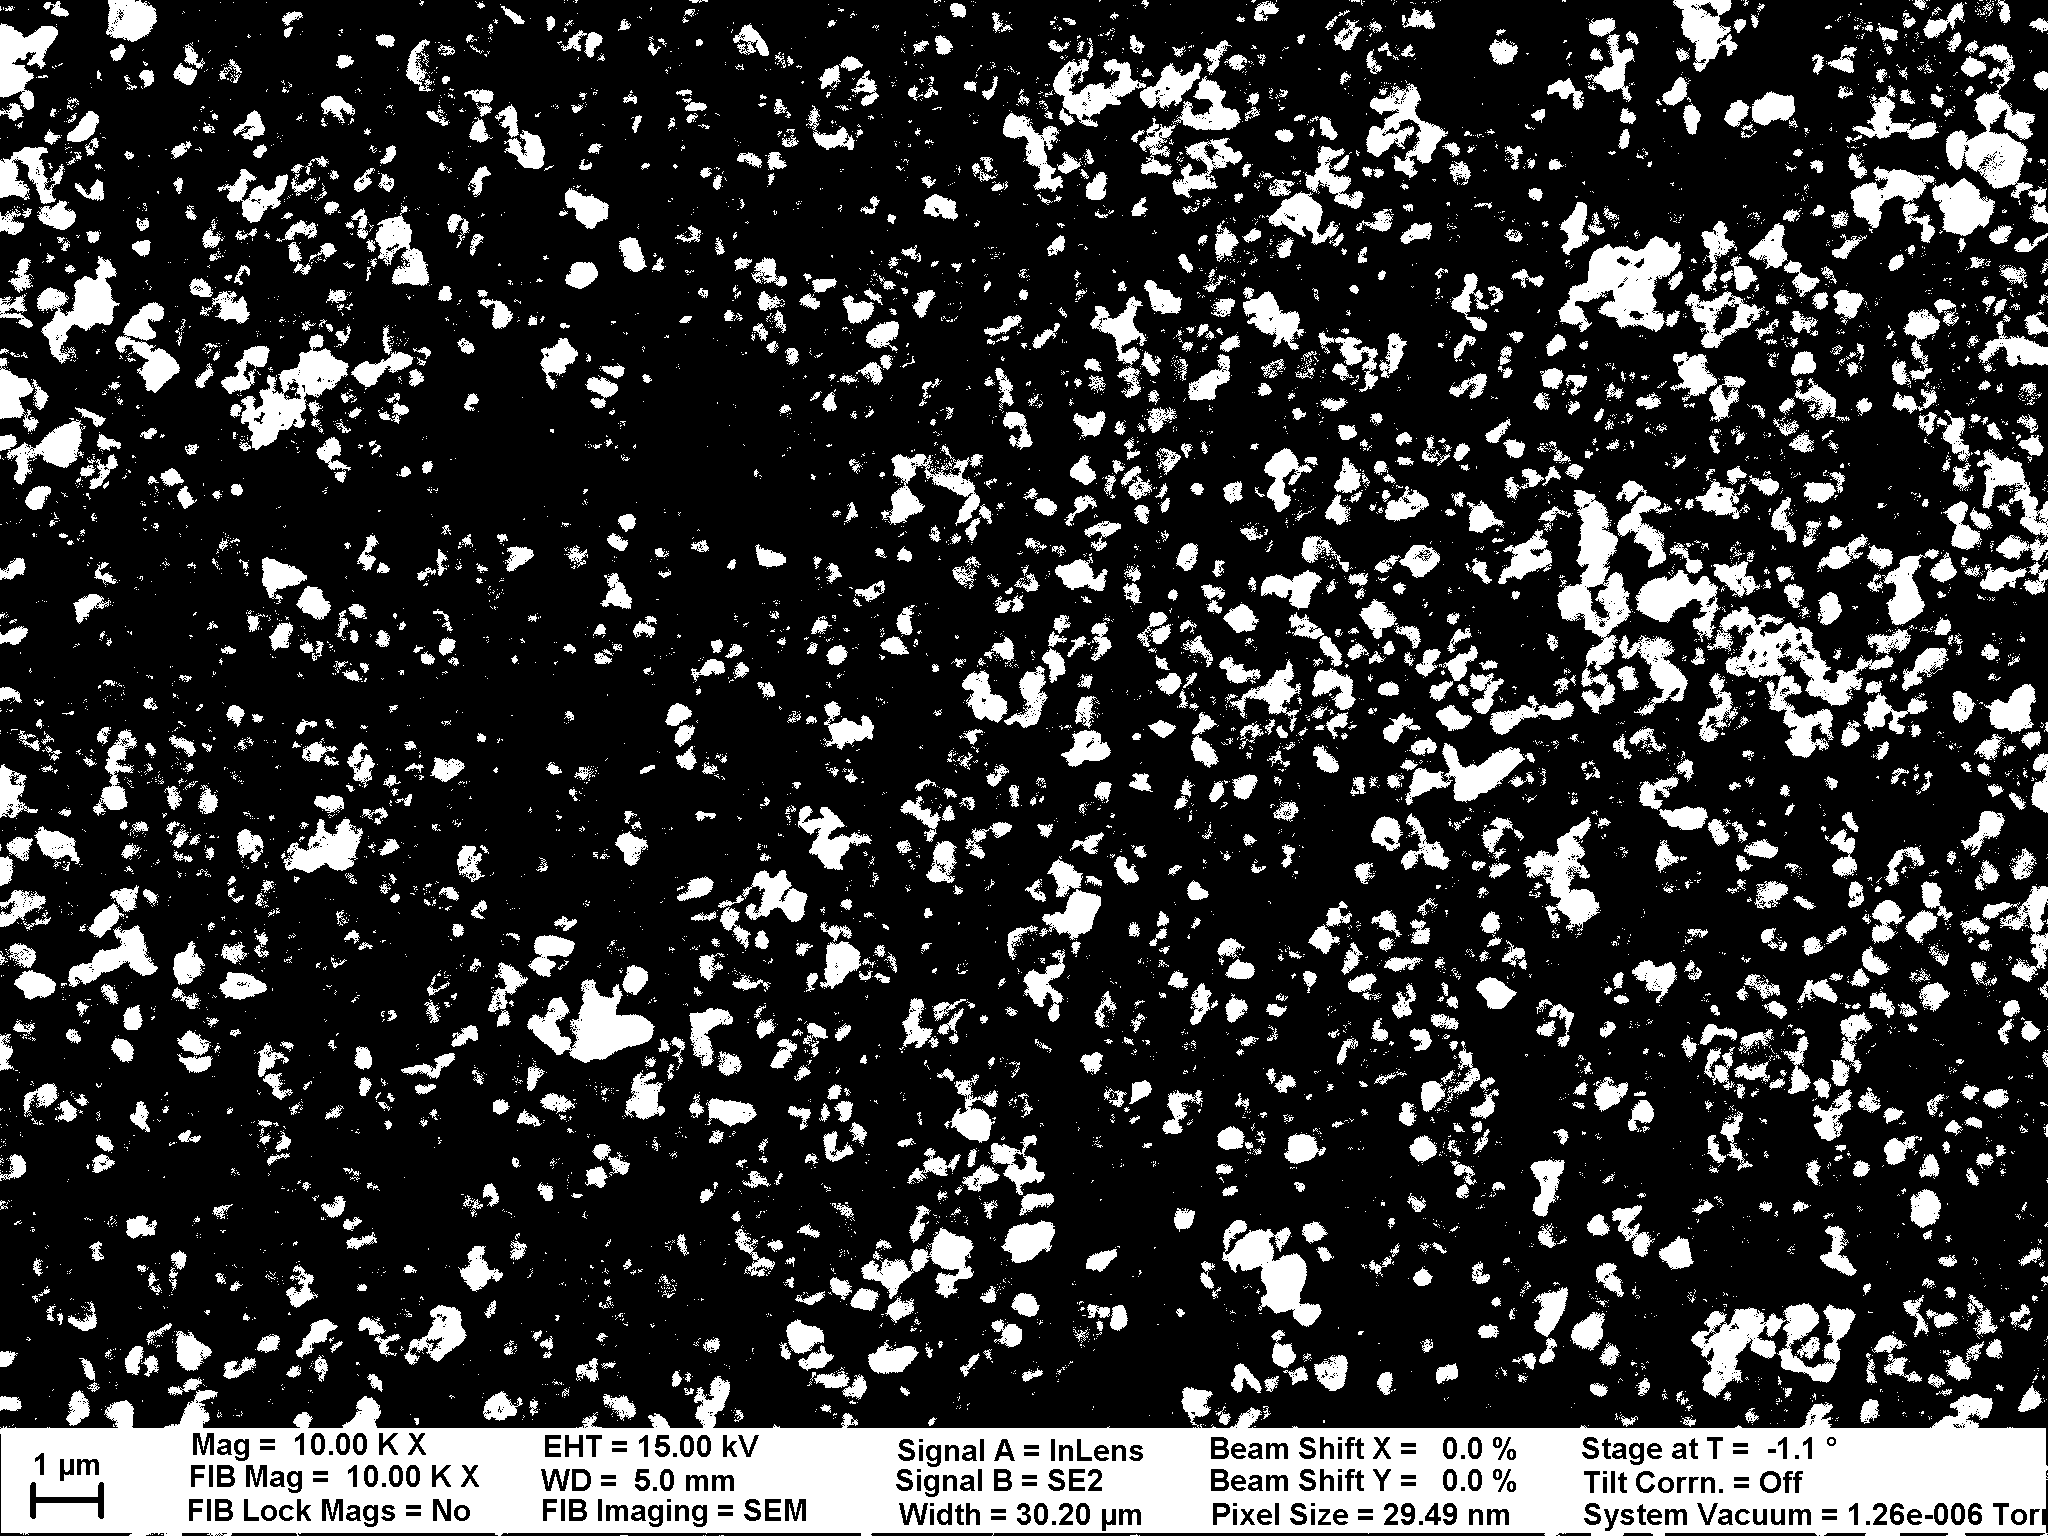 1 µm
Mag = 10.00 K X
FIB Mag = 10.00 K X
FIB Lock Mags = No
EHT = 15.00 kV
WD = 5.0 mm
FIB Imaging = SEM
Signal A = InLens
Signal B = SE2
Width = 30.20 µm
Beam Shift X = 0.0 %
Beam Shift Y = 0.0 %
Pixel Size = 29.49 nm
Stage at T = -1.1 °
Tilt Corrn. = Off
System Vacuum = 1.26e-006 Torr